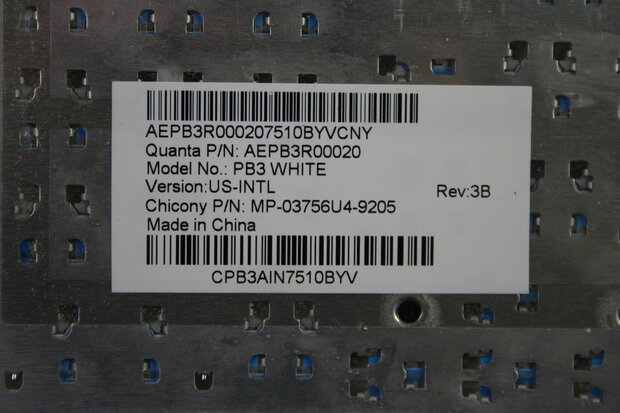 AEPB3R000207510BYVCNY
Quanta P/N: AEPB3R00020
Model No.: PB3 WHITE
Version:US-INTL Rev:3B
Chicony P/N: MP-03756U4-9205
Made in China
CPB3AIN7510BYV